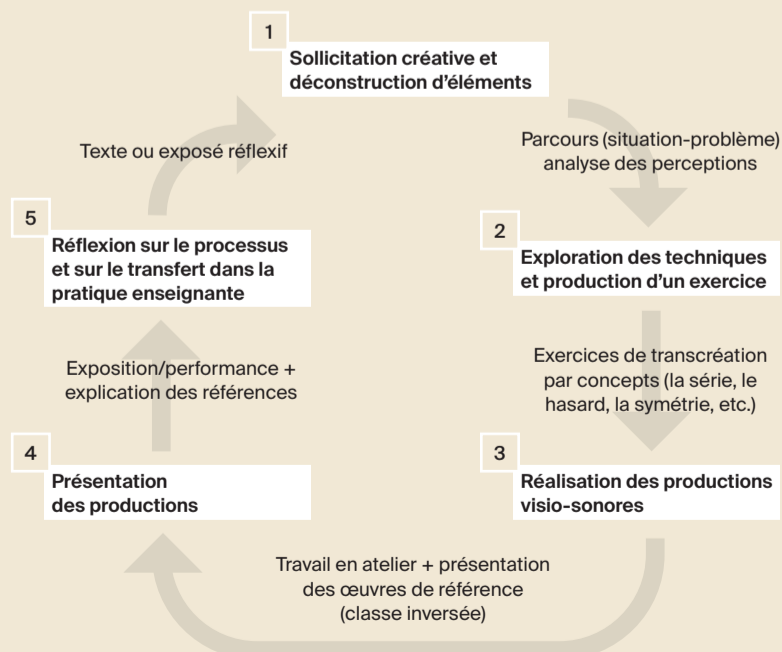 1
Sollicitation créative et
déconstruction d'éléments
Parcours (situation-problème)
analyse des perceptions
2
Exploration des techniques
et production d'un exercice
Exercices de transcréation
par concepts (la série, le
hasard, la symétrie, etc.)
3
Réalisation des productions
visio-sonores
Travail en atelier + présentation
des œuvres de référence
(classe inversée)
4
Présentation
des productions
Exposition/performance +
explication des références
5
Réflexion sur le processus
et sur le transfert dans la
pratique enseignante
Texte ou exposé réflexif